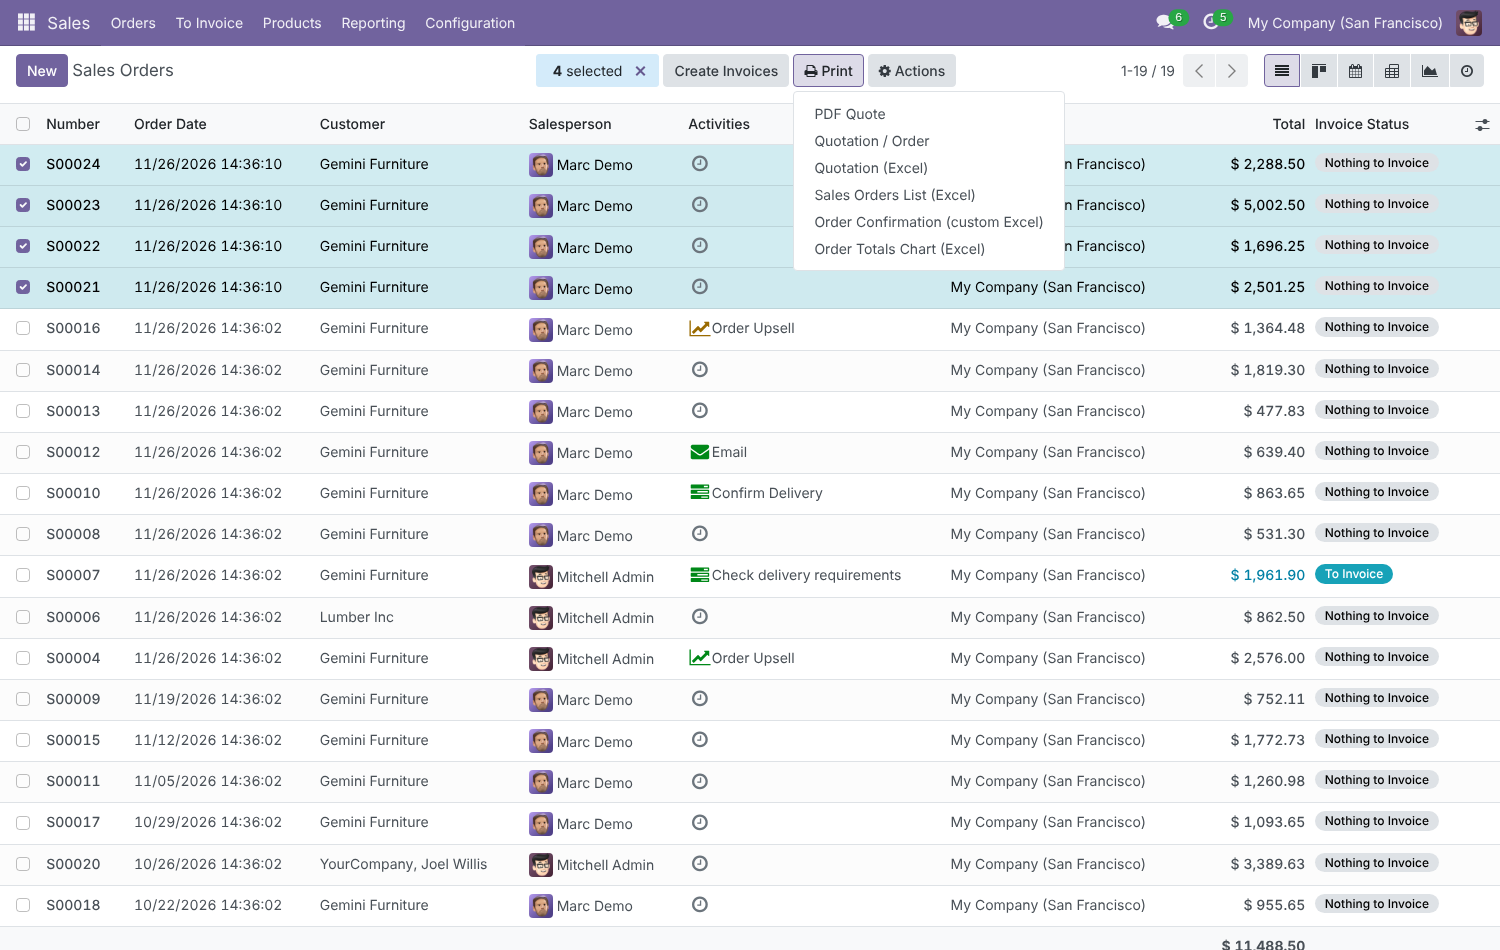 Sales Orders To Invoice Products Reporting Configuration 6 5 My Company (San Francisco)
New Sales Orders 4 selected Create Invoices Print Actions 1-19 / 19
PDF Quote
Quotation / Order
Quotation (Excel)
Sales Orders List (Excel)
Order Confirmation (custom Excel)
Order Totals Chart (Excel)
Number Order Date Customer Salesperson Activities Total Invoice Status
S00024 11/26/2026 14:36:10 Gemini Furniture Marc Demo Francisco) $ 2,288.50 Nothing to Invoice
S00023 11/26/2026 14:36:10 Gemini Furniture Marc Demo Francisco) $ 5,002.50 Nothing to Invoice
S00022 11/26/2026 14:36:10 Gemini Furniture Marc Demo Francisco) $ 1,696.25 Nothing to Invoice
S00021 11/26/2026 14:36:10 Gemini Furniture Marc Demo My Company (San Francisco) $ 2,501.25 Nothing to Invoice
S00016 11/26/2026 14:36:02 Gemini Furniture Marc Demo Order Upsell My Company (San Francisco) $ 1,364.48 Nothing to Invoice
S00014 11/26/2026 14:36:02 Gemini Furniture Marc Demo My Company (San Francisco) $ 1,819.30 Nothing to Invoice
S00013 11/26/2026 14:36:02 Gemini Furniture Marc Demo My Company (San Francisco) $ 477.83 Nothing to Invoice
S00012 11/26/2026 14:36:02 Gemini Furniture Marc Demo Email My Company (San Francisco) $ 639.40 Nothing to Invoice
S00010 11/26/2026 14:36:02 Gemini Furniture Marc Demo Confirm Delivery My Company (San Francisco) $ 863.65 Nothing to Invoice
S00008 11/26/2026 14:36:02 Gemini Furniture Marc Demo My Company (San Francisco) $ 531.30 Nothing to Invoice
S00007 11/26/2026 14:36:02 Gemini Furniture Mitchell Admin Check delivery requirements My Company (San Francisco) $ 1,961.90 To Invoice
S00006 11/26/2026 14:36:02 Lumber Inc Mitchell Admin My Company (San Francisco) $ 862.50 Nothing to Invoice
S00004 11/26/2026 14:36:02 Gemini Furniture Mitchell Admin Order Upsell My Company (San Francisco) $ 2,576.00 Nothing to Invoice
S00009 11/19/2026 14:36:02 Gemini Furniture Marc Demo My Company (San Francisco) $ 752.11 Nothing to Invoice
S00015 11/12/2026 14:36:02 Gemini Furniture Marc Demo My Company (San Francisco) $ 1,772.73 Nothing to Invoice
S00011 11/05/2026 14:36:02 Gemini Furniture Marc Demo My Company (San Francisco) $ 1,260.98 Nothing to Invoice
S00017 10/29/2026 14:36:02 Gemini Furniture Marc Demo My Company (San Francisco) $ 1,093.65 Nothing to Invoice
S00020 10/26/2026 14:36:02 YourCompany, Joel Willis Mitchell Admin My Company (San Francisco) $ 3,389.63 Nothing to Invoice
S00018 10/22/2026 14:36:02 Gemini Furniture Marc Demo My Company (San Francisco) $ 955.65 Nothing to Invoice
$ 11,488.50